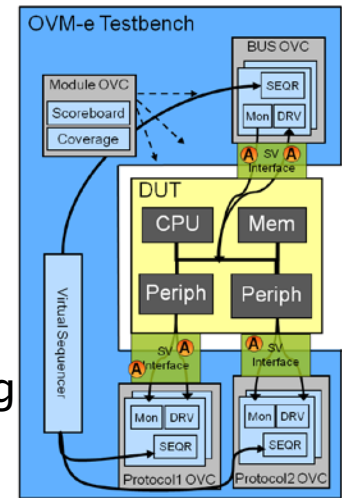 OVM-e Testbench
BUS OVC
SEQR
Mon DRV
Module OVC
Scoreboard
Coverage
A A
SV
Interface
DUT
CPU Mem
Periph Periph
Virtual Sequencer
A A A
SV
Interface
SV
Interface
g
Mon DRV
SEQR
Protocol1 OVC
Mon DRV
SEQR
Protocol2 OVC